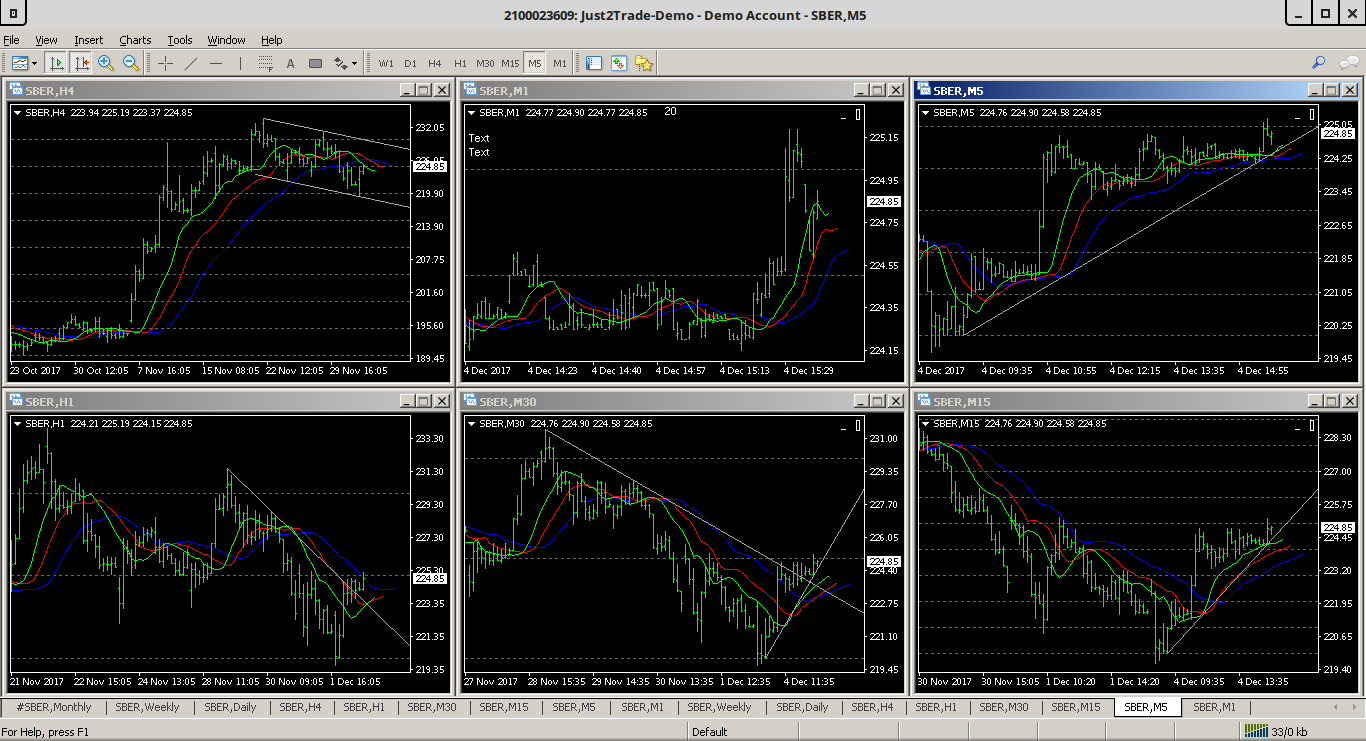 2100023609: Just2Trade-Demo - Demo Account - SBER,M5
File View Insert Charts Tools Window Help
A W1 D1 H4 H1 M30 M15 M5 M1
SBER,H4
SBER,H4 223.94 225.19 223.37 224.85
232.05
224.85
219.90
213.90
207.75
201.60
195.60
189.45
23 Oct 2017 30 Oct 12:05 7 Nov 16:05 15 Nov 08:05 22 Nov 12:05 29 Nov 16:05
SBER,M1
SBER,M1 224.77 224.90 224.77 224.85 20
Text
Text
225.15
224.95
224.85
224.75
224.55
224.35
224.15
4 Dec 2017 4 Dec 14:23 4 Dec 14:40 4 Dec 14:57 4 Dec 15:13 4 Dec 15:29
SBER,M5
SBER,M5 224.76 224.90 224.58 224.85
225.05
224.85
224.25
223.45
222.65
221.85
221.05
220.25
219.45
4 Dec 2017 4 Dec 09:35 4 Dec 10:55 4 Dec 12:15 4 Dec 13:35 4 Dec 14:55
SBER,H1
SBER,H1 224.21 225.19 224.15 224.85
233.30
231.30
229.30
227.30
225.30
224.85
223.35
221.35
219.35
21 Nov 2017 22 Nov 15:05 24 Nov 13:05 28 Nov 11:05 30 Nov 09:05 1 Dec 16:05
SBER,M30
SBER,M30 224.76 224.90 224.58 224.85
231.00
229.35
227.70
226.05
224.85
224.40
222.75
221.10
219.45
27 Nov 2017 28 Nov 15:35 29 Nov 14:35 30 Nov 13:35 1 Dec 12:35 4 Dec 11:35
SBER,M15
SBER,M15 224.76 224.90 224.58 224.85
228.30
227.00
225.75
224.85
224.45
223.20
221.90
220.65
219.40
30 Nov 2017 30 Nov 15:05 1 Dec 10:20 1 Dec 14:20 4 Dec 09:35 4 Dec 13:35
#SBER,Monthly SBER,Weekly SBER,Daily SBER,H4 SBER,H1 SBER,M30 SBER,M15 SBER,M5 SBER,M1 SBER,Weekly SBER,Daily SBER,H4 SBER,H1 SBER,M30 SBER,M15 SBER,M5 SBER,M1
For Help, press F1 Default 33/0 kb